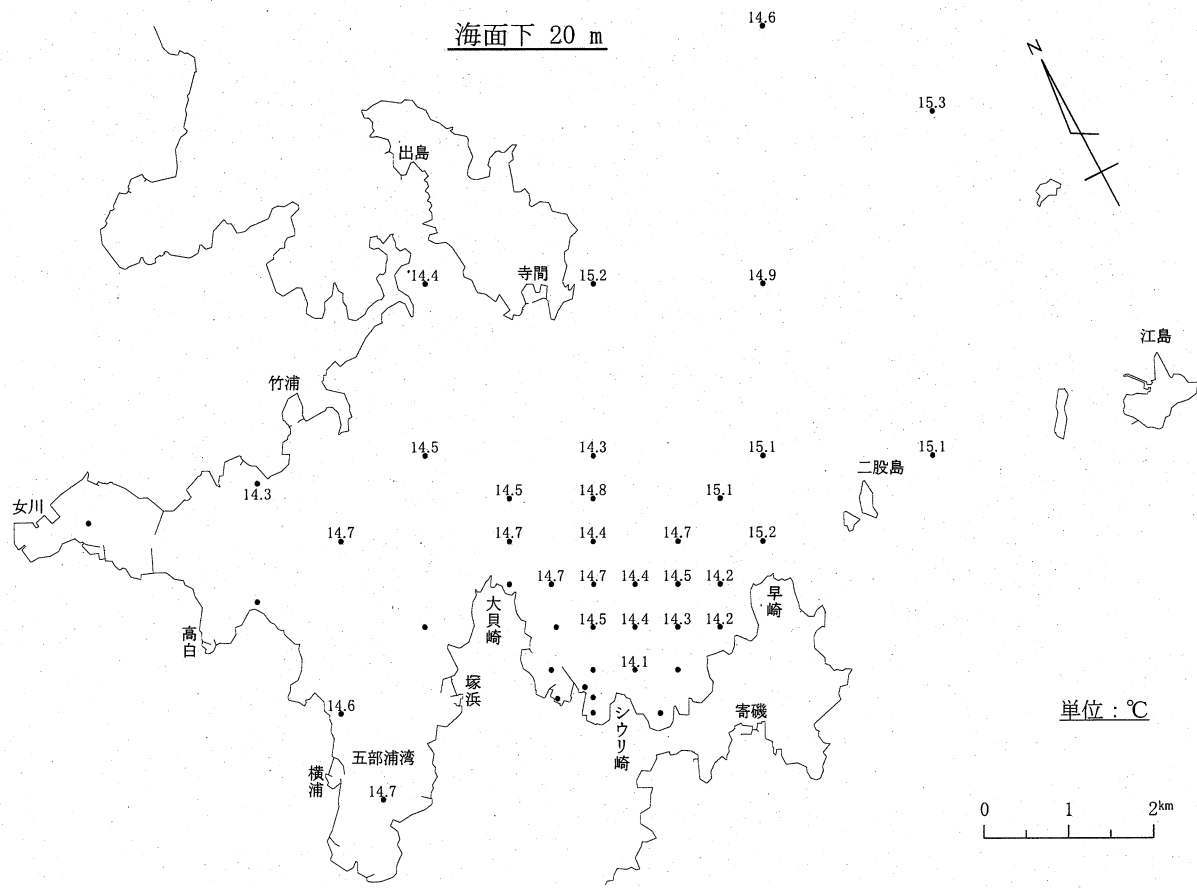 海面下 20 m
14.6
N
15.3
出島
14.4
寺間
15.2
14.9
江島
竹浦
14.5
14.3
15.1
15.1
二股島
女川
14.3
14.5
14.8
15.1
14.7
14.7
14.4
14.7
15.2
14.7
14.7
14.4
14.5
14.2
大貝崎
早崎
高白
14.5
14.4
14.3
14.2
14.1
塚浜
14.6
シウリ崎
寄磯
単位：℃
五部浦湾
横浦
14.7
0 1 2km